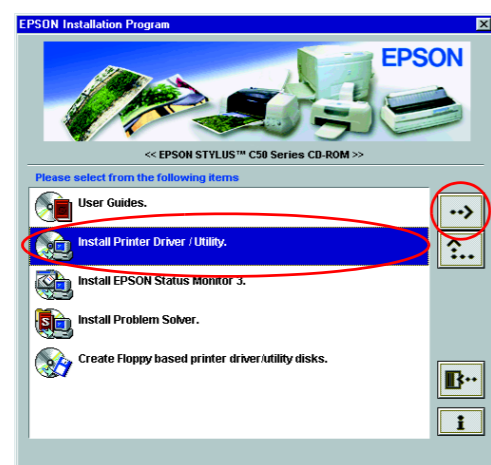 EPSON Installation Program
EPSON
<< EPSON STYLUS™ C50 Series CD-ROM >>
Please select from the following items
User Guides.
Install Printer Driver / Utility.
Install EPSON Status Monitor 3.
Install Problem Solver.
Create Floppy based printer driver/utility disks.